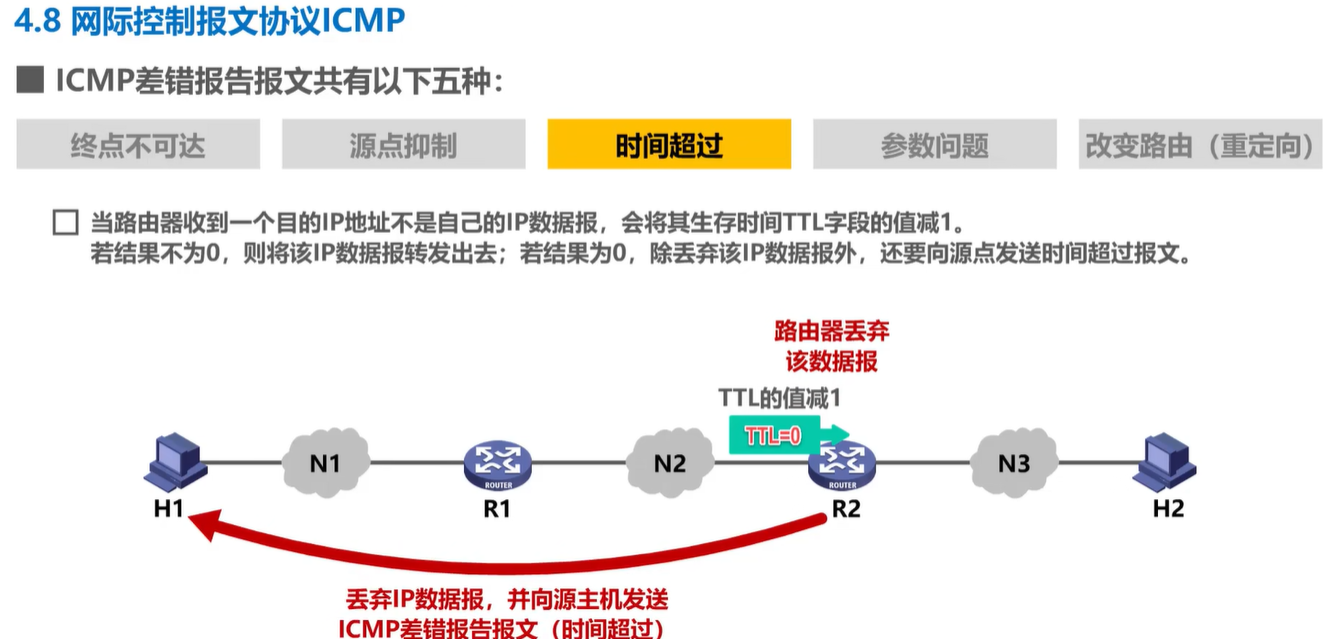 4.8 网际控制报文协议ICMP
ICMP差错报告报文共有以下五种：
终点不可达
源点抑制
时间超过
参数问题
改变路由（重定向）
当路由器收到一个目的IP地址不是自己的IP数据报，会将其生存时间TTL字段的值减1。
若结果不为0，则将该IP数据报转发出去；若结果为0，除丢弃该IP数据报外，还要向源点发送时间超过报文。
路由器丢弃
该数据报
TTL的值减1
TTL=0
N1
ROUTER
N2
ROUTER
N3
H1
R1
R2
H2
丢弃IP数据报，并向源主机发送
ICMP差错报告报文（时间超过）